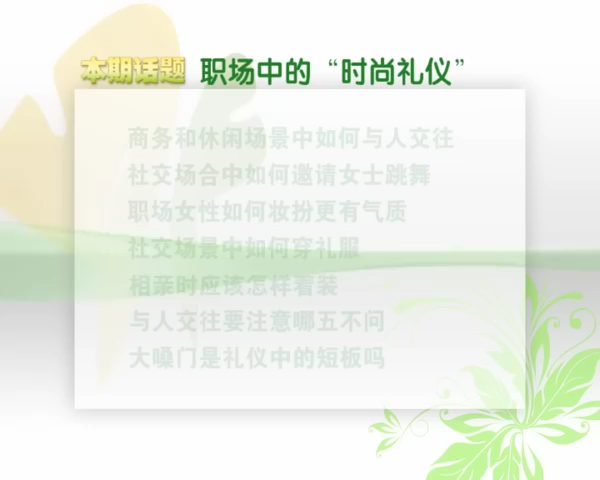 本期话题 职场中的“时尚礼仪”
商务和休闲场景中如何与人交往
社交场合中如何邀请女士跳舞
职场女性如何妆扮更有气质
社交场景中如何穿礼服
相亲时应该怎样着装
与人交往要注意哪五不问
大嗓门是礼仪中的短板吗